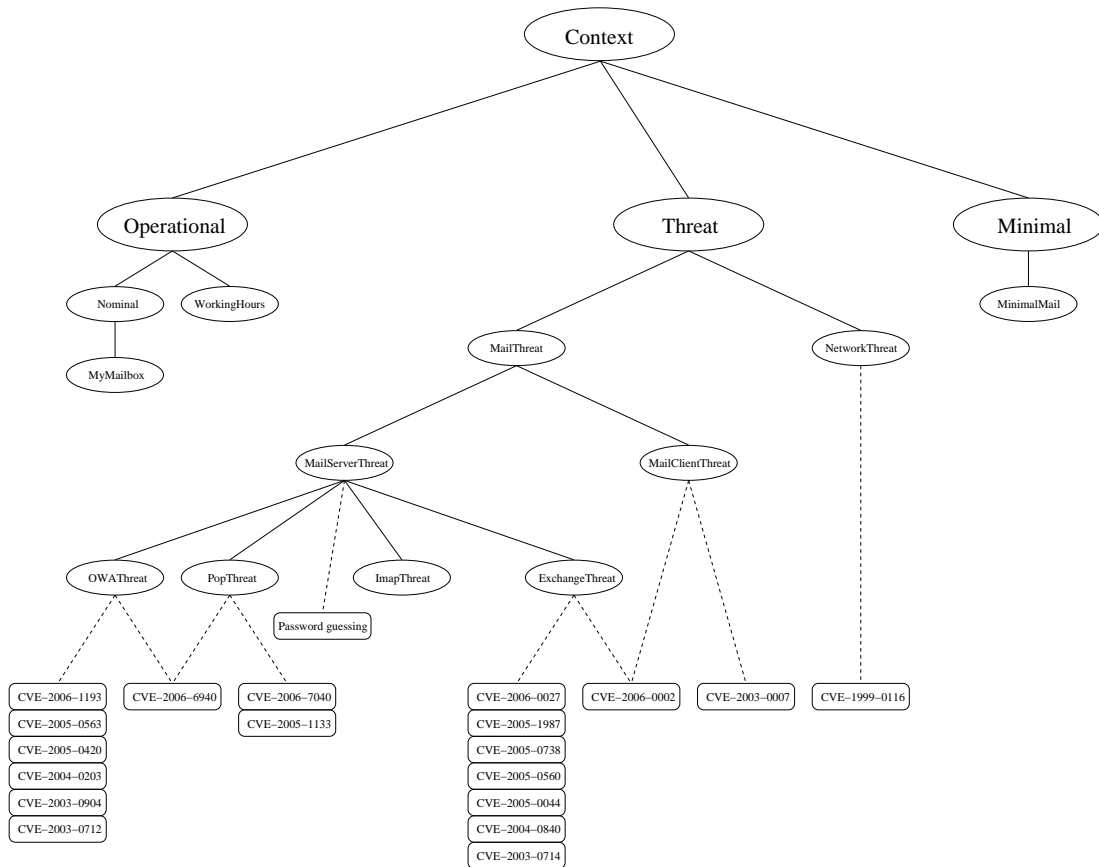 Context
Operational
Threat
Minimal
Nominal
WorkingHours
MinimalMail
MailThreat
NetworkThreat
MyMailbox
MailServerThreat
MailClientThreat
OWAThreat
PopThreat
ImapThreat
ExchangeThreat
Password guessing
CVE−2006−1193
CVE−2005−0563
CVE−2005−0420
CVE−2004−0203
CVE−2003−0904
CVE−2003−0712
CVE−2006−6940
CVE−2006−7040
CVE−2005−1133
CVE−2006−0027
CVE−2005−1987
CVE−2005−0738
CVE−2005−0560
CVE−2005−0044
CVE−2004−0840
CVE−2003−0714
CVE−2006−0002
CVE−2003−0007
CVE−1999−0116